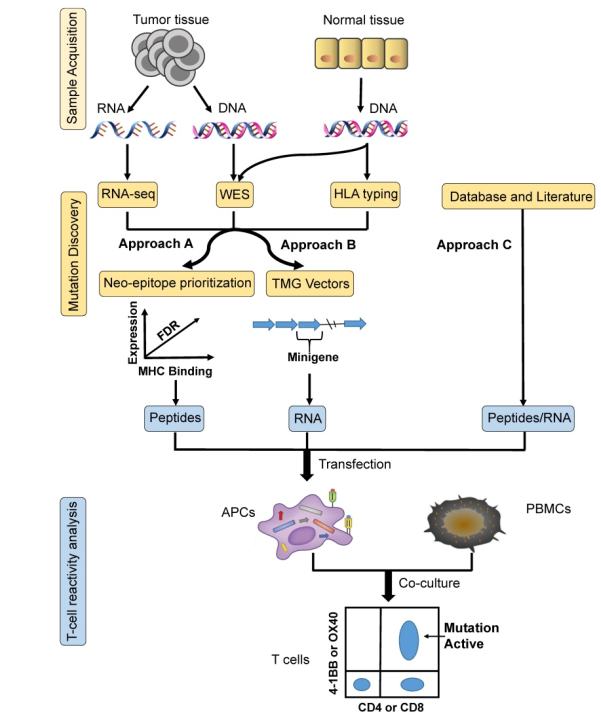 Sample Acquisition
Tumor tissue
Normal tissue
RNA
DNA
DNA
Mutation Discovery
RNA-seq
WES
HLA typing
Database and Literature
Approach A
Approach B
Approach C
Neo-epitope prioritization
TMG Vectors
Expression
FDR
MHC Binding
Minigene
Peptides
RNA
Peptides/RNA
Transfection
T-cell reactivity analysis
APCs
PBMCs
Co-culture
T cells
4-1BB or OX40
Mutation
Active
CD4 or CD8